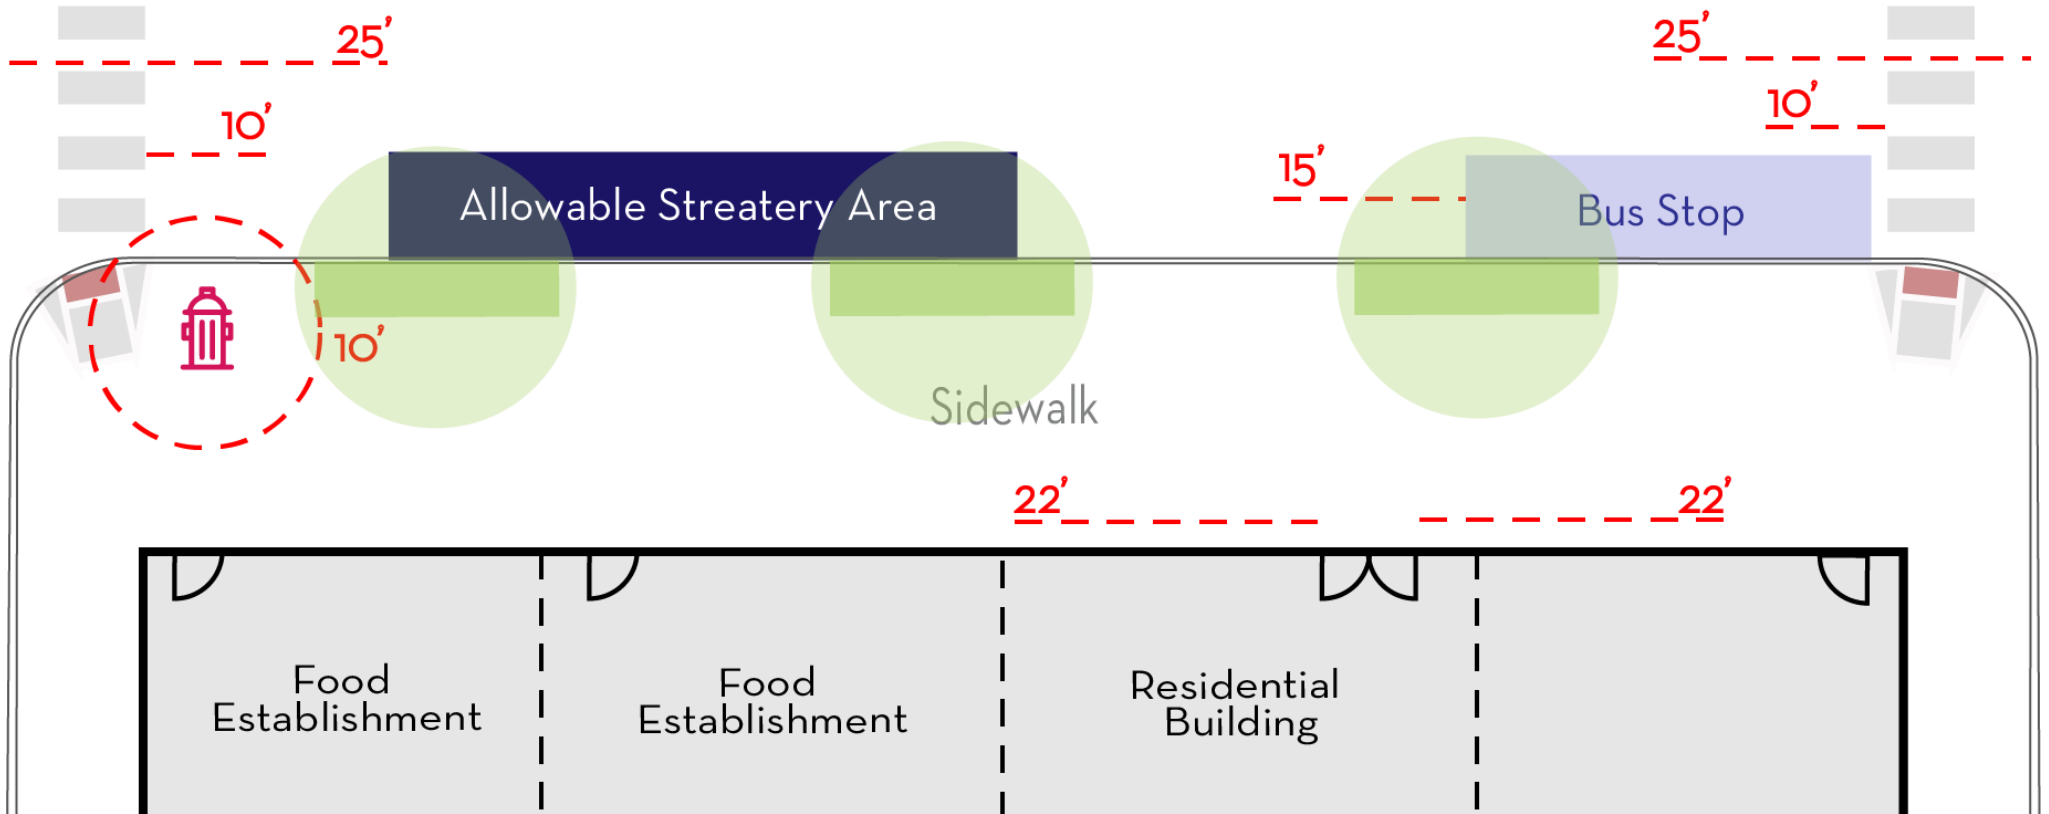 25’
25’
10’
10’
15’
Allowable Streatery Area
Bus Stop
10’
Sidewalk
22’
22’
Food
Establishment
Food
Establishment
Residential
Building